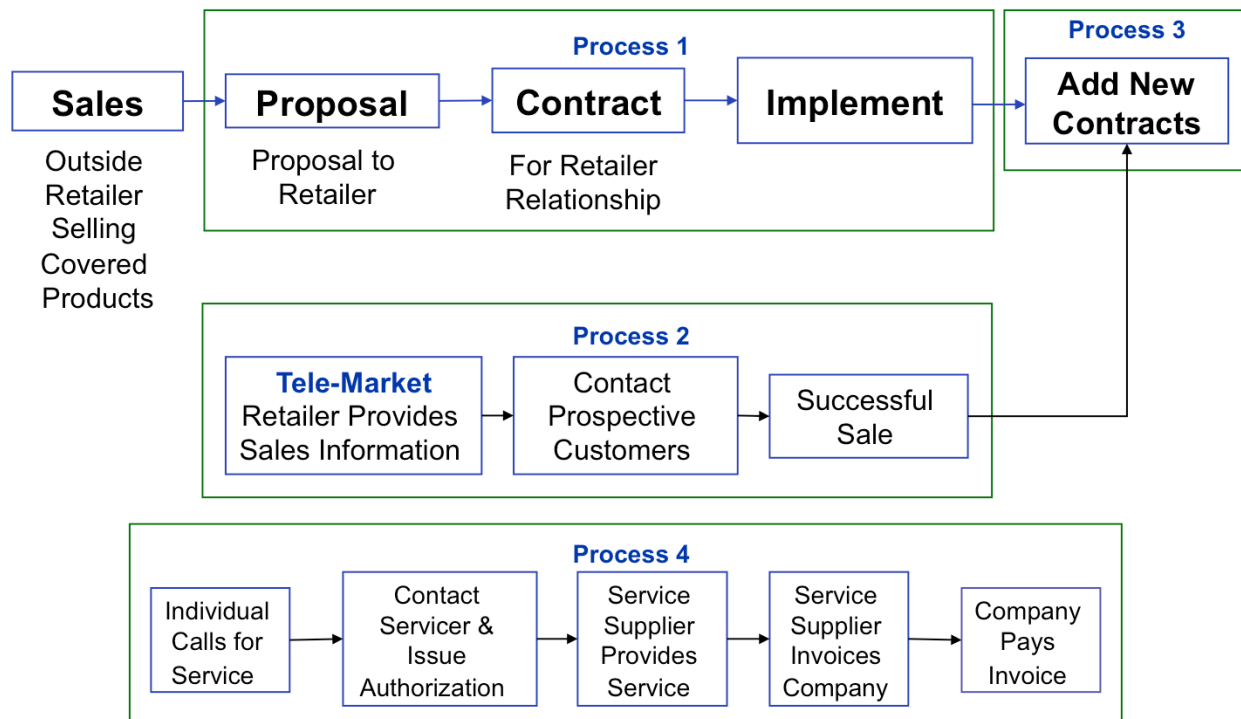 Process 1
Process 3
Sales
Proposal
Contract
Implement
Add New
Contracts
Outside
Retailer
Selling
Covered
Products
Proposal to
Retailer
For Retailer
Relationship
Process 2
Tele-Market
Retailer Provides
Sales Information
Contact
Prospective
Customers
Successful
Sale
Process 4
Individual
Calls for
Service
Contact
Servicer &
Issue
Authorization
Service
Supplier
Provides
Service
Service
Supplier
Invoices
Company
Company
Pays
Invoice